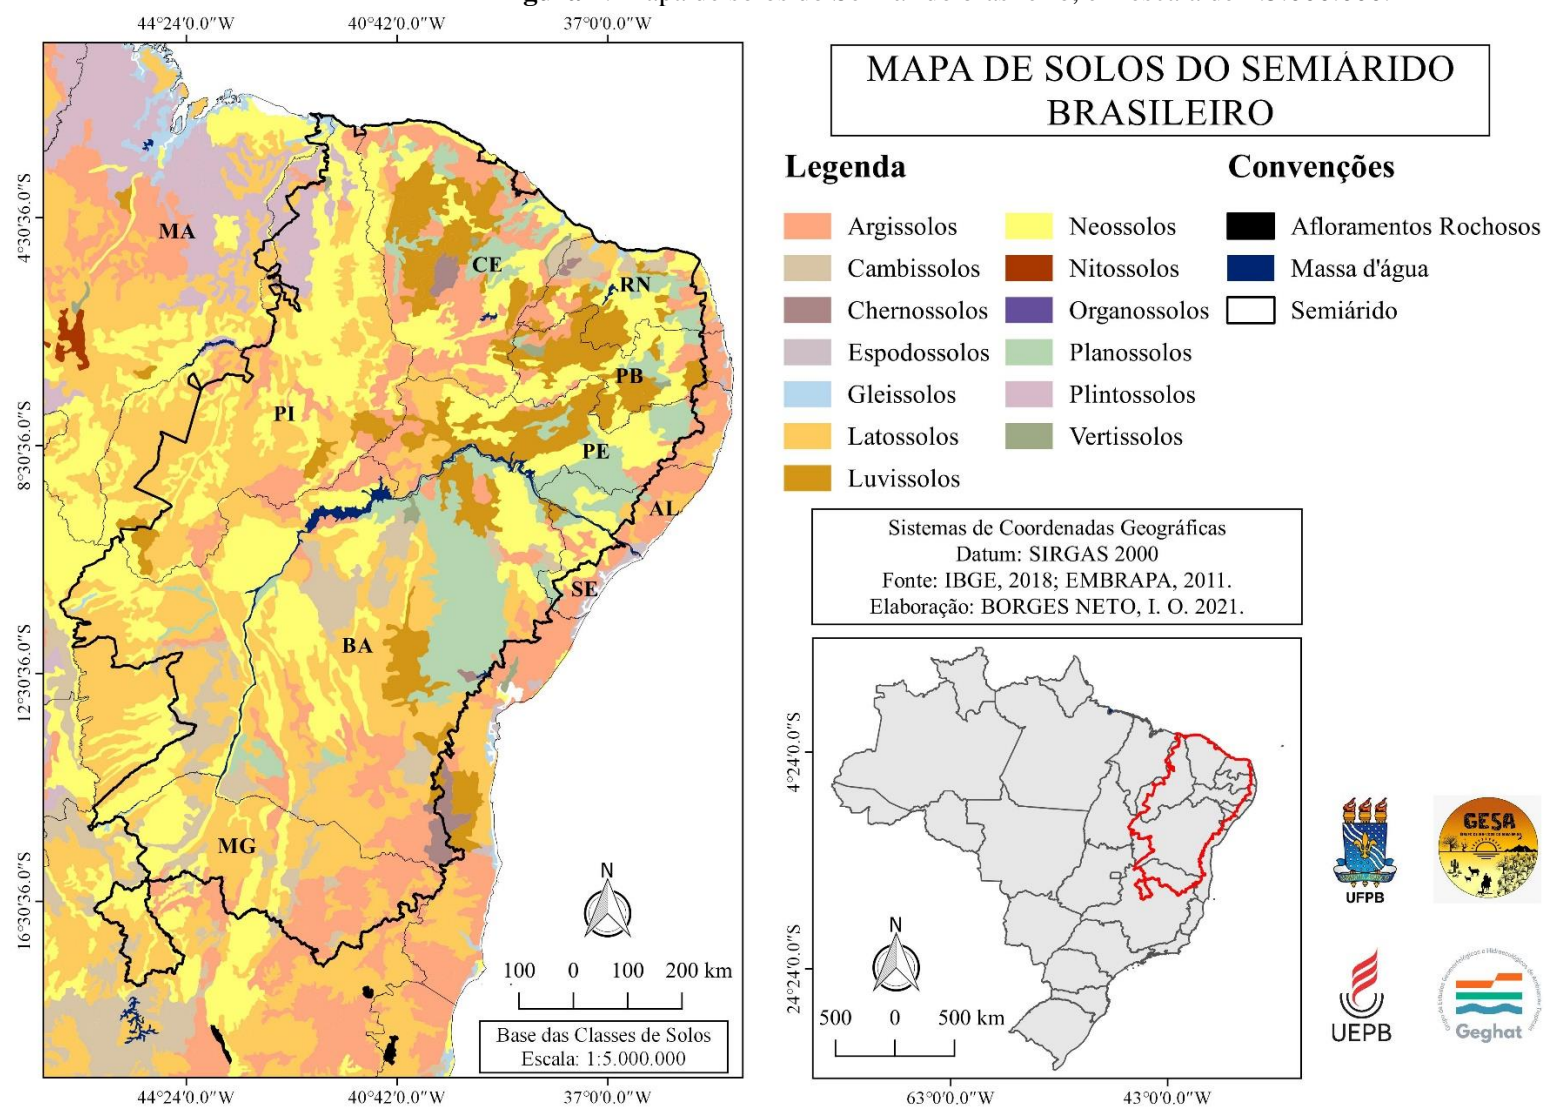 44°24'0.0"W
40°42'0.0"W
37°0'0.0"W
MAPA DE SOLOS DO SEMIÁRIDO
BRASILEIRO
Legenda
Convenções
Argissolos
Cambissolos
Chernossolos
Espodossolos
Gleissolos
Latossolos
Luvissolos
Neossolos
Nitossolos
Organossolos
Planossolos
Plintossolos
Vertissolos
Afloramentos Rochosos
Massa d'água
Semiárido
4°30'36.0"S
8°30'36.0"S
12°30'36.0"S
16°30'36.0"S
MA
CE
RN
PB
PI
PE
AL
SE
BA
MG
N
100 0 100 200 km
Base das Classes de Solos
Escala: 1:5.000.000
44°24'0.0"W
40°42'0.0"W
37°0'0.0"W
Sistemas de Coordenadas Geográficas
Datum: SIRGAS 2000
Fonte: IBGE, 2018; EMBRAPA, 2011.
Elaboração: BORGES NETO, I. O. 2021.
4°24'0.0"S
24°24'0.0"S
N
500 0 500 km
63°0'0.0"W
43°0'0.0"W
UFPB
GESA
UEPB
Geghat